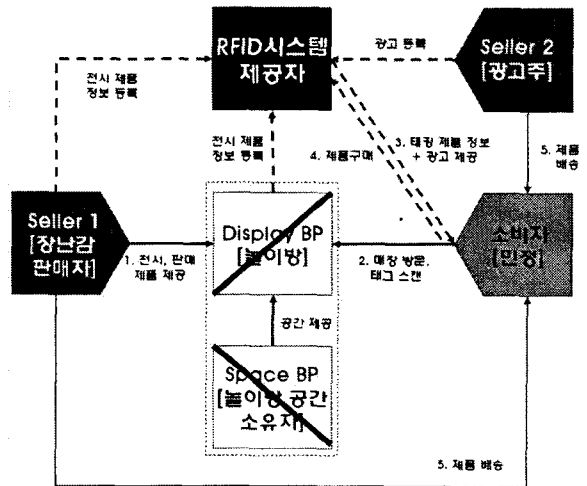 RFID시스템
제공자
광고 등록
Seller 2
[광고주]
전시 제품
정보 등록
전시 제품
정보 등록
4. 제품구매
3. 태깅 제품 정보
+ 광고 제공
5. 제품
배송
Seller 1
[장난감
판매자]
1. 전시, 판매
제품 제공
Display BP
[놀이방]
2. 매장 방문,
태그 스캔
소비자
[민정]
공간 제공
Space BP
[놀이방 공간
소유자]
5. 제품 배송